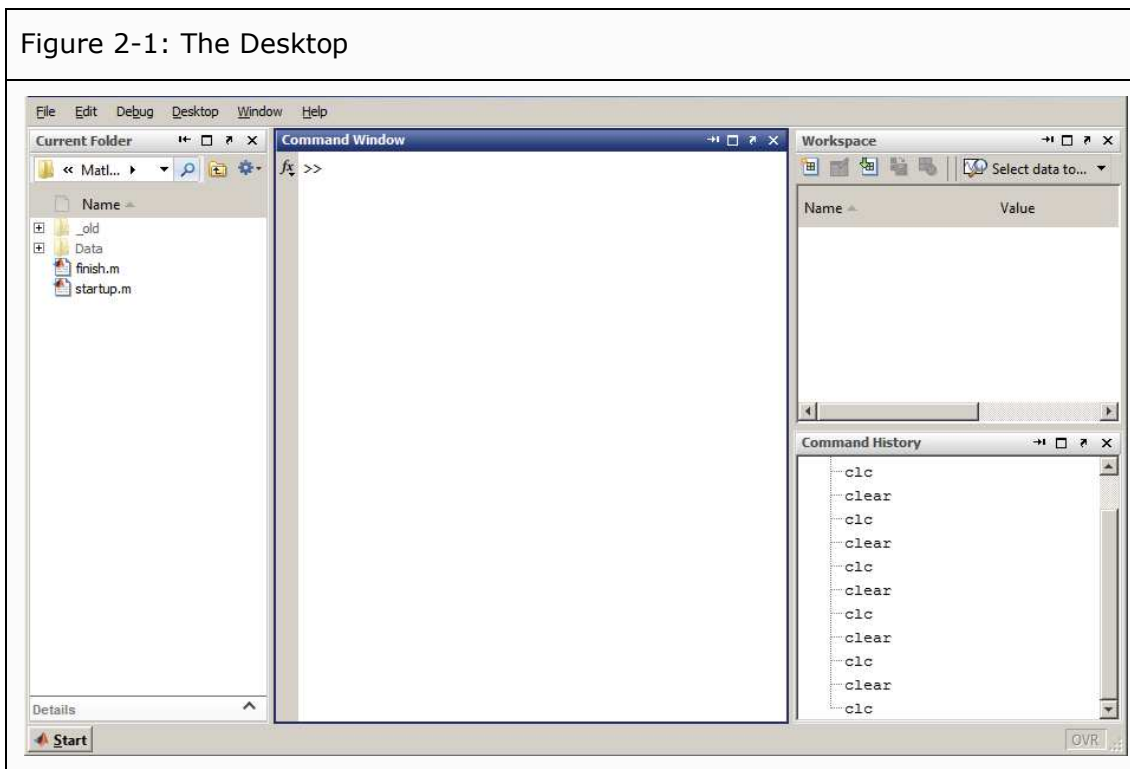 Figure 2-1: The Desktop
File Edit Debug Desktop Window Help
Current Folder
« Matl...
Name
_old
Data
finish.m
startup.m
Details
Command Window
fx >>
Workspace
Select data to...
Name Value
Command History
clc
clear
clc
clear
clc
clear
clc
clear
clc
clear
clc
Start
OVR